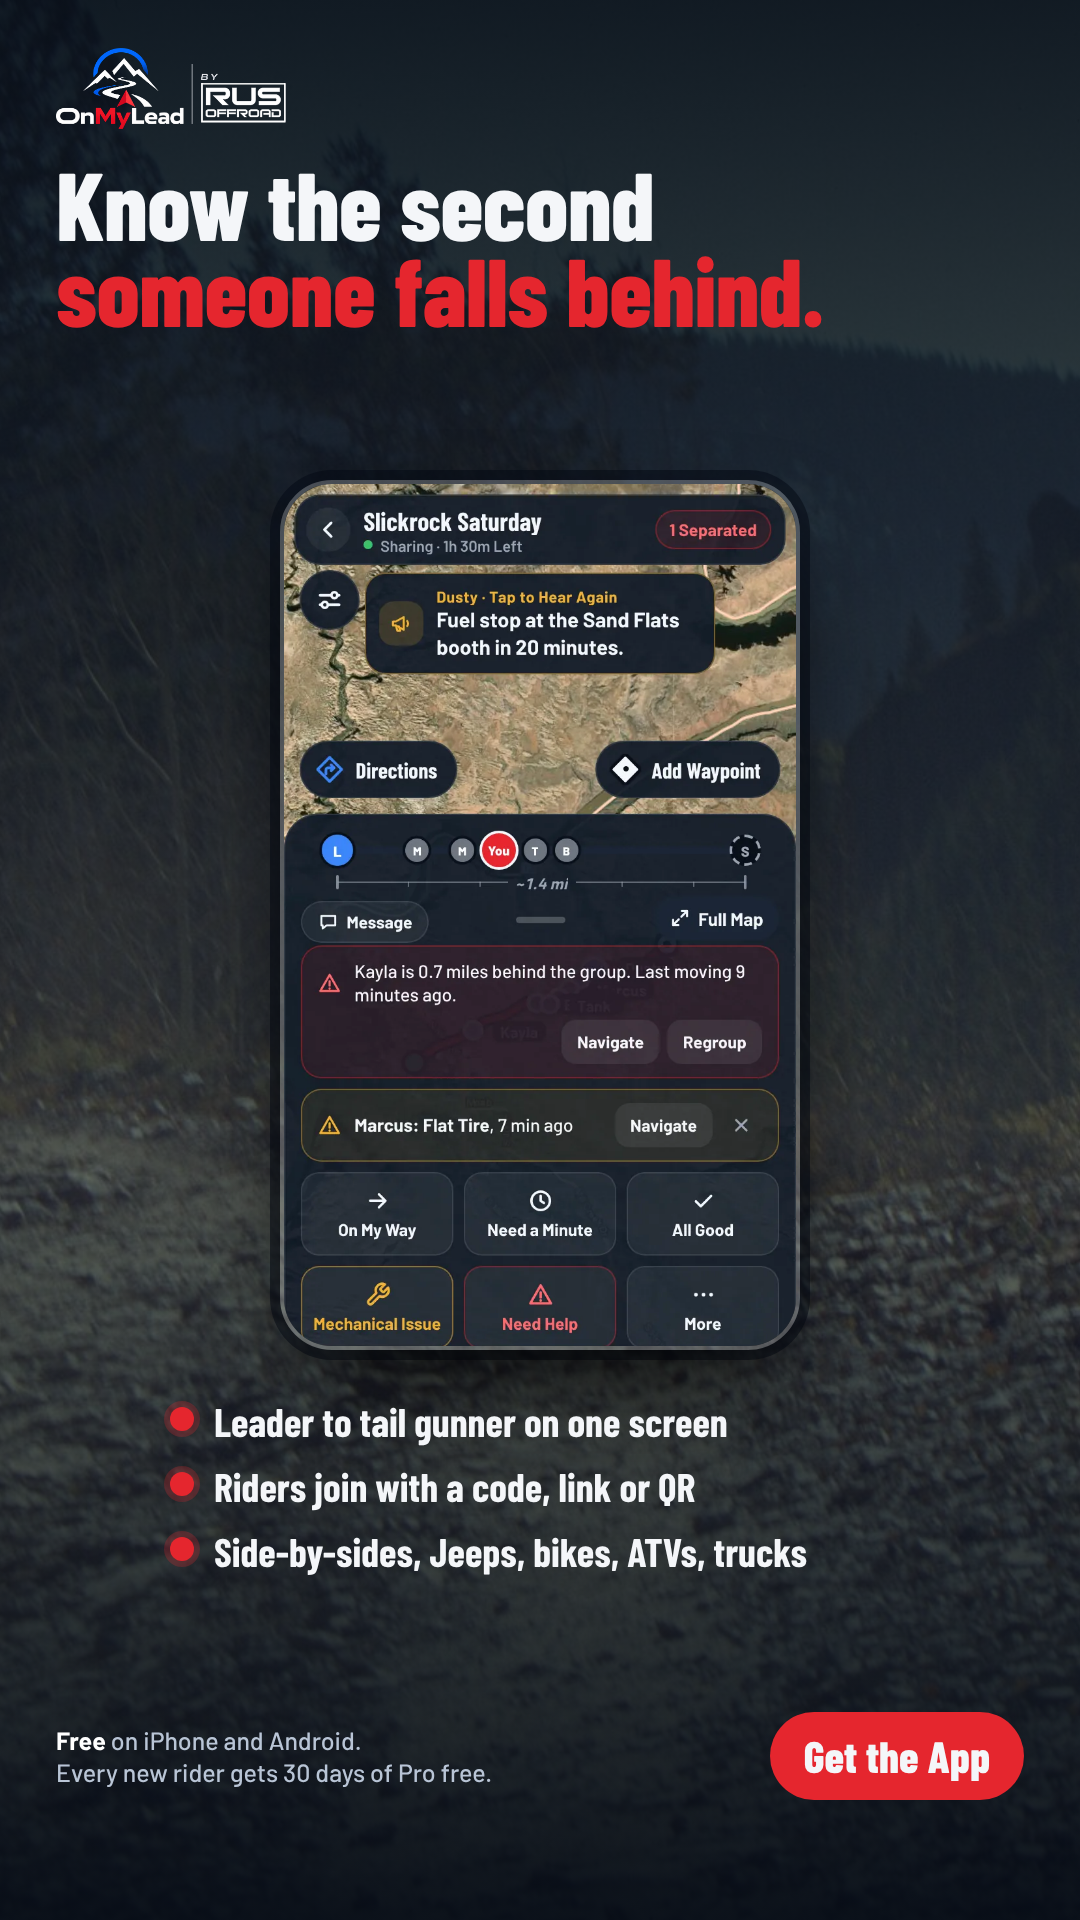 OnMyLead
BY
RUS
OFFROAD
Know the second
someone falls behind.
Slickrock Saturday
Sharing · 1h 30m Left
1 Separated
Dusty · Tap to Hear Again
Fuel stop at the Sand Flats
booth in 20 minutes.
Directions
Add Waypoint
L M M You T B S
~1.4 mi
Message
Full Map
Kayla is 0.7 miles behind the group. Last moving 9
minutes ago.
Tank
Kayla
Navigate Regroup
Marcus: Flat Tire, 7 min ago
Navigate
On My Way
Need a Minute
All Good
Mechanical Issue
Need Help
More
Leader to tail gunner on one screen
Riders join with a code, link or QR
Side-by-sides, Jeeps, bikes, ATVs, trucks
Free on iPhone and Android.
Every new rider gets 30 days of Pro free.
Get the App